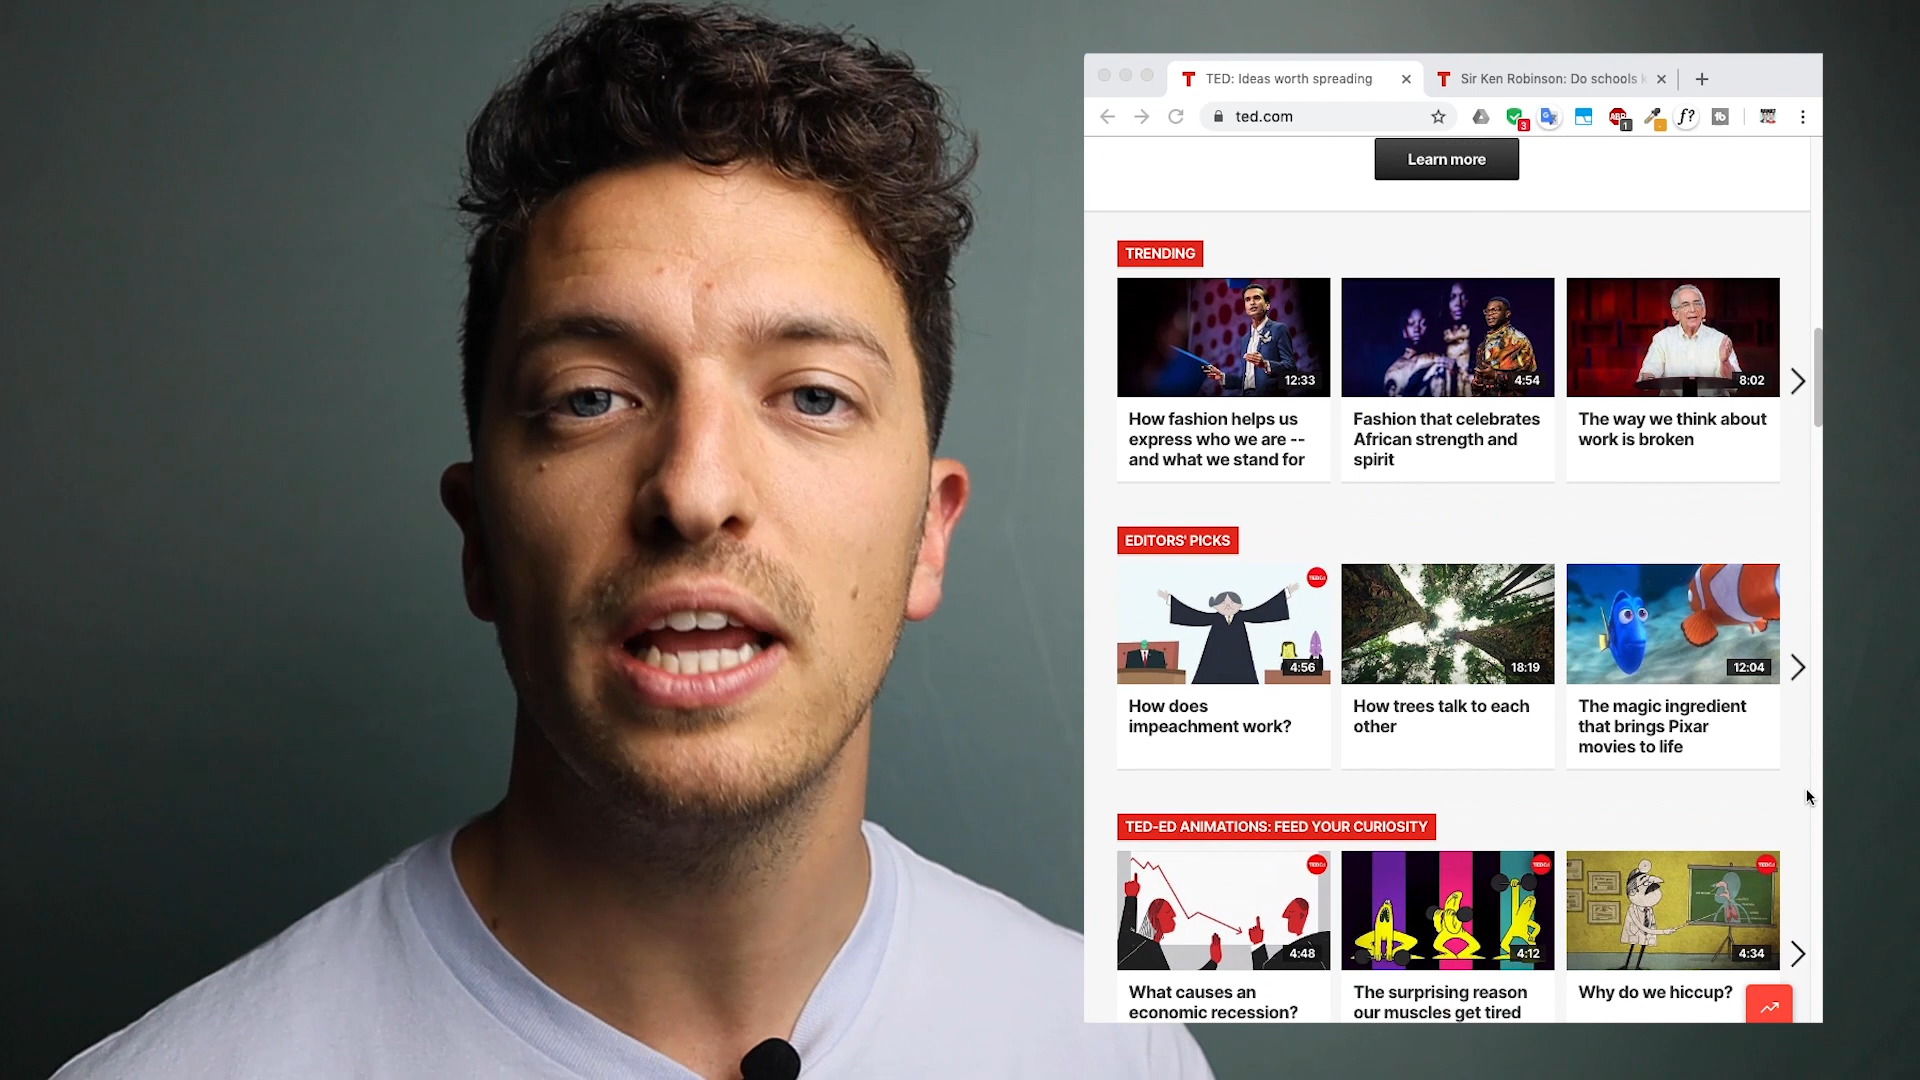 TED: Ideas worth spreading
Sir Ken Robinson: Do schools k
ted.com
3
ABP
1
f?
Learn more
TRENDING
12:33
4:54
8:02
How fashion helps us
express who we are --
and what we stand for
Fashion that celebrates
African strength and
spirit
The way we think about
work is broken
EDITORS' PICKS
4:56
18:19
12:04
How does
impeachment work?
How trees talk to each
other
The magic ingredient
that brings Pixar
movies to life
TED-ED ANIMATIONS: FEED YOUR CURIOSITY
4:48
4:12
4:34
What causes an
economic recession?
The surprising reason
our muscles get tired
Why do we hiccup?